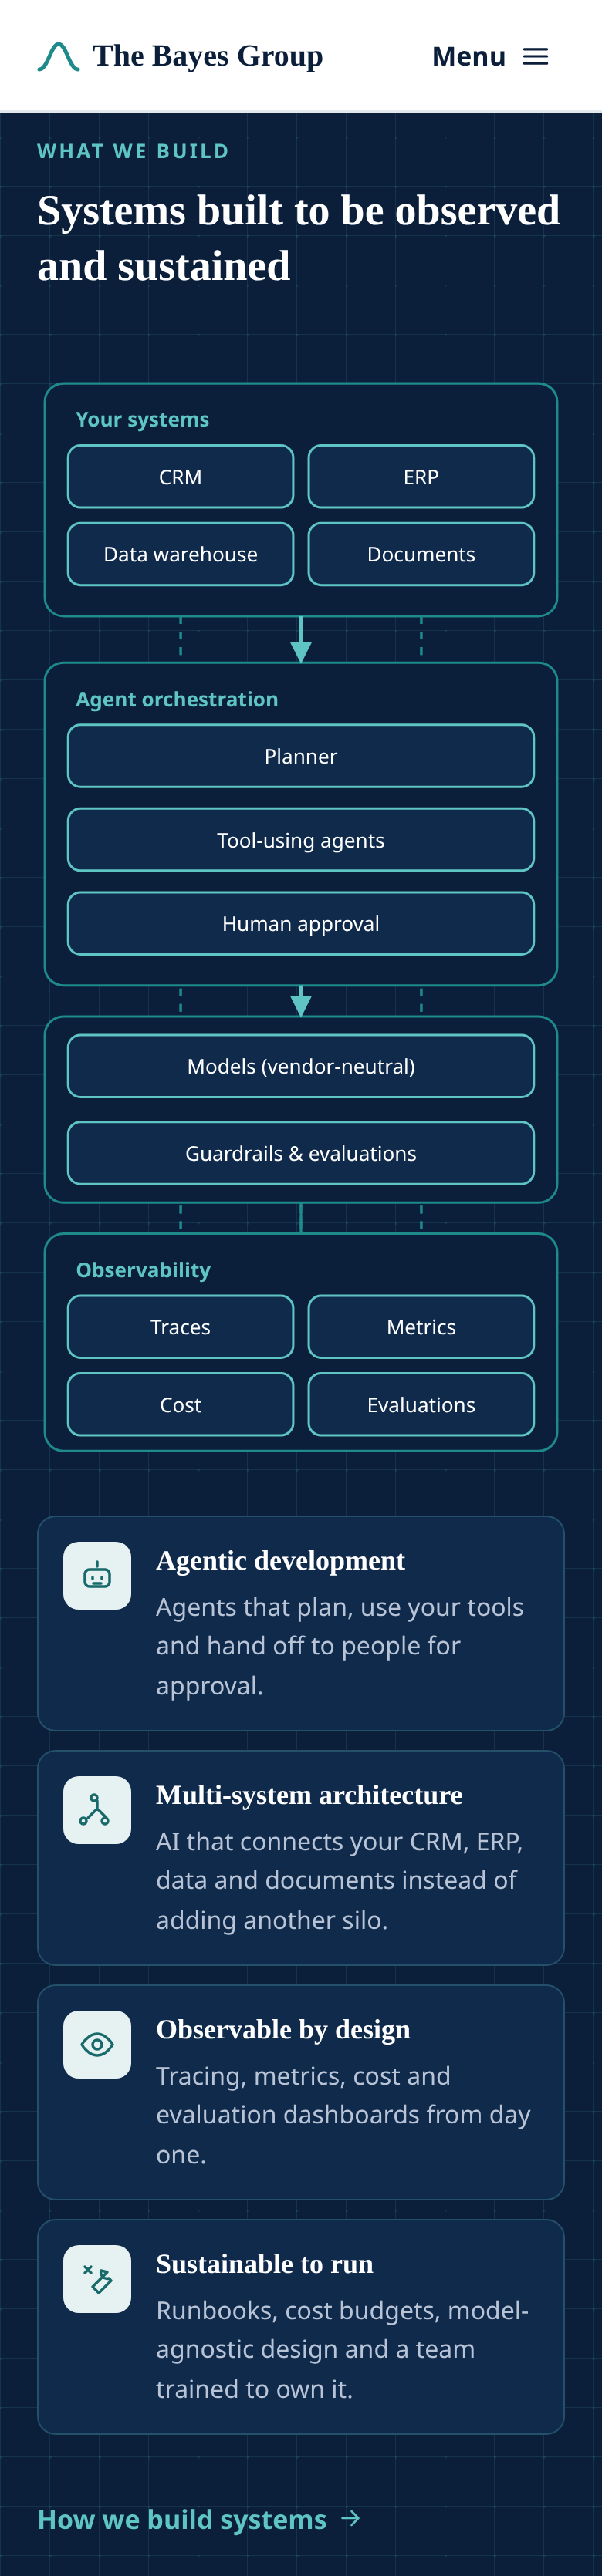 The Bayes Group
Menu
WHAT WE BUILD
Systems built to be observed
and sustained
Your systems
CRM
ERP
Data warehouse
Documents
Agent orchestration
Planner
Tool-using agents
Human approval
Models (vendor-neutral)
Guardrails & evaluations
Observability
Traces
Metrics
Cost
Evaluations
Agentic development
Agents that plan, use your tools
and hand off to people for
approval.
Multi-system architecture
AI that connects your CRM, ERP,
data and documents instead of
adding another silo.
Observable by design
Tracing, metrics, cost and
evaluation dashboards from day
one.
Sustainable to run
Runbooks, cost budgets, model-
agnostic design and a team
trained to own it.
How we build systems →